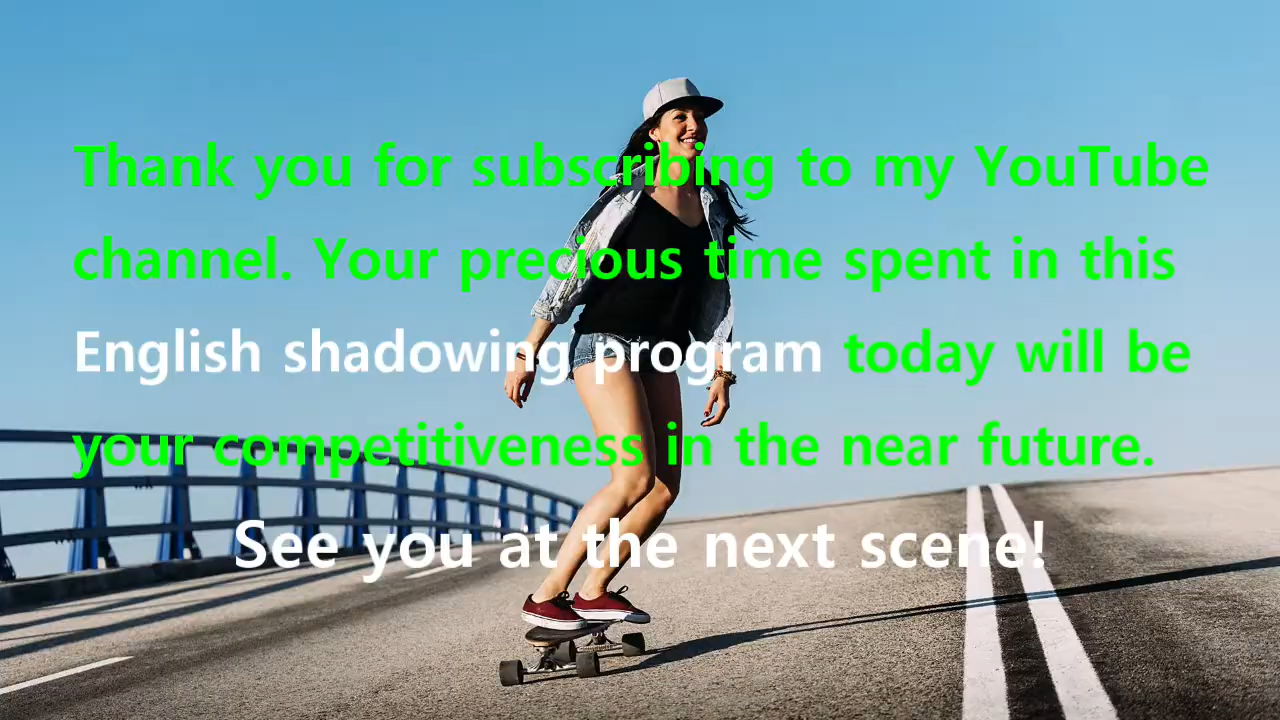 Thank you for subscribing to my YouTube
channel. Your precious time spent in this
English shadowing program today will be
your competitiveness in the near future.
See you at the next scene!